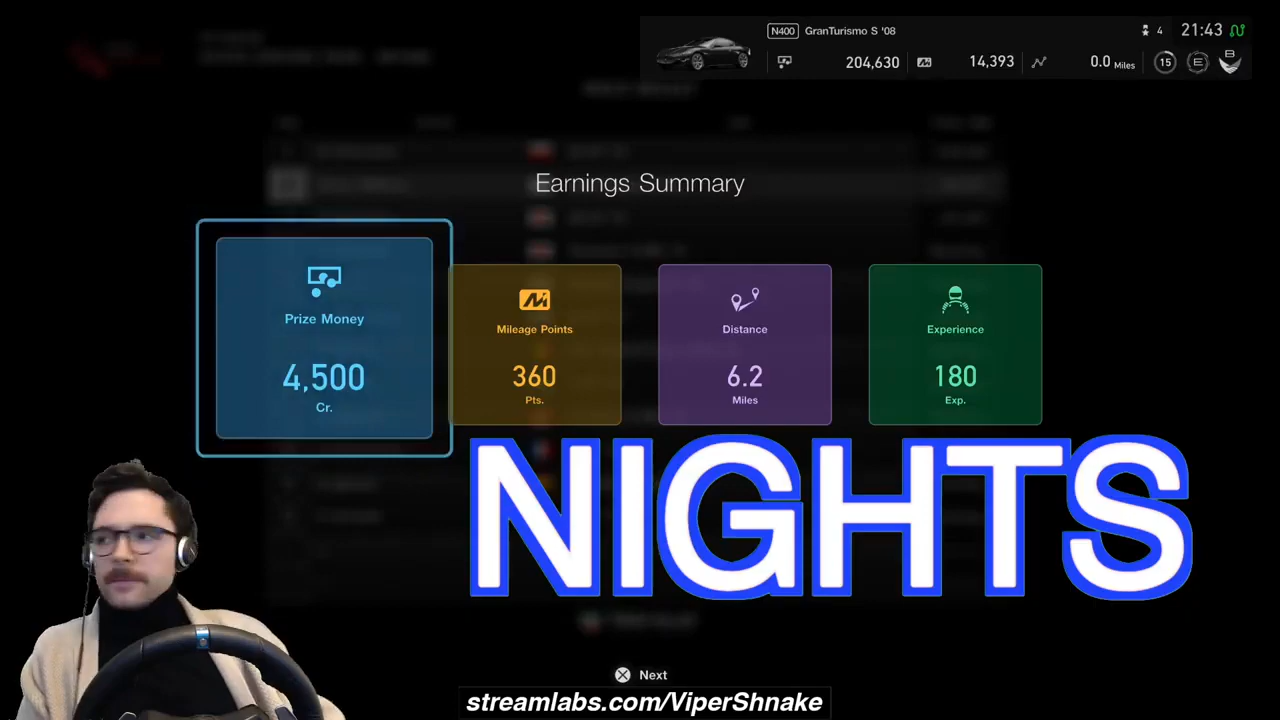 N400 GranTurismo S '08
4 21:43
204,630 14,393 0.0 Miles 15 E B
Earnings Summary
Prize Money
4,500
Cr.
Mileage Points
360
Pts.
Distance
6.2
Miles
Experience
180
Exp.
NIGHTS
Next
streamlabs.com/ViperShnake